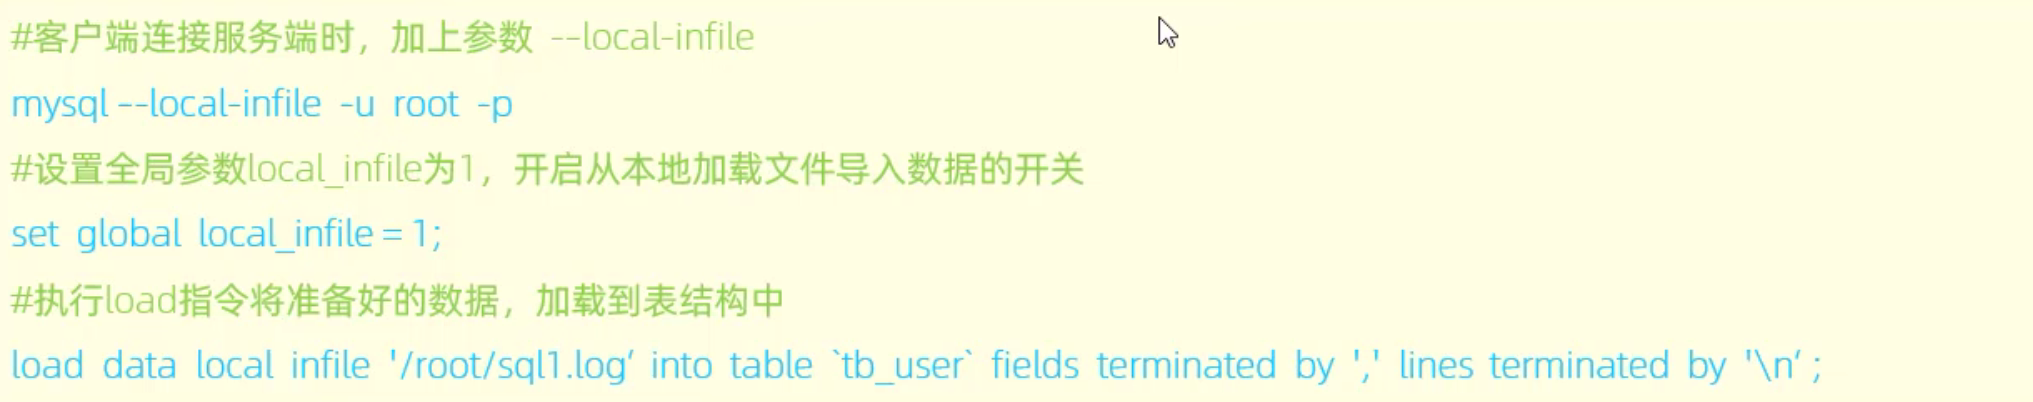 #客户端连接服务端时，加上参数 --local-infile
mysql --local-infile -u root -p
#设置全局参数local_infile为1，开启从本地加载文件导入数据的开关
set global local_infile = 1;
#执行load指令将准备好的数据，加载到表结构中
load data local infile '/root/sql1.log’ into table `tb_user` fields terminated by ',' lines terminated by '\n’ ;